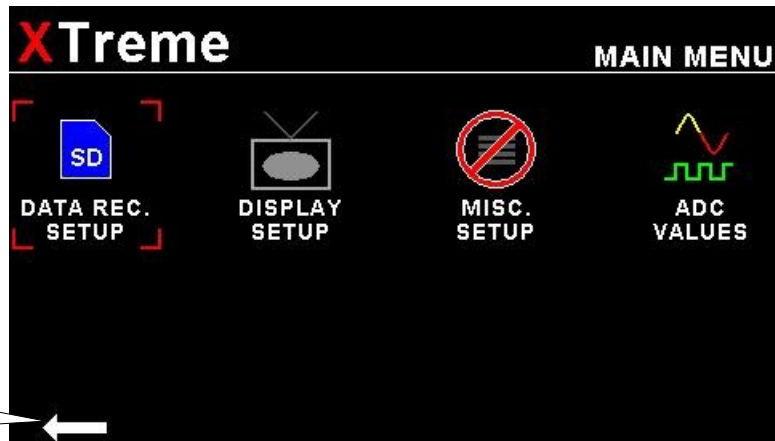 XTreme
MAIN MENU
SD
DATA REC.
SETUP
DISPLAY
SETUP
MISC.
SETUP
ADC
VALUES